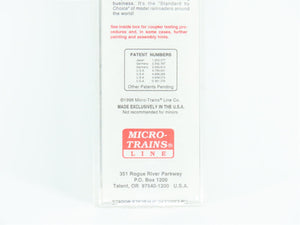 business. It's the "Standard by
Choice" of model railroaders around
the world!
See inside box for coupler testing pro-
cedures and, in some cases, further
painting and assembly hints.
PATENT NUMBERS
Japan
Germany
Germany
U.S.A.
U.S.A.
U.S.A.
U.S.A.
Other Patents Pending
©1996 Micro-Trains® Line Co.
MADE EXCLUSIVELY IN THE U.S.A.
Not recommended for minors
MICRO-
TRAINS®
LINE
351 Rogue River Parkway
P.O. Box 1200
Talent, OR 97540-1200 U.S.A.